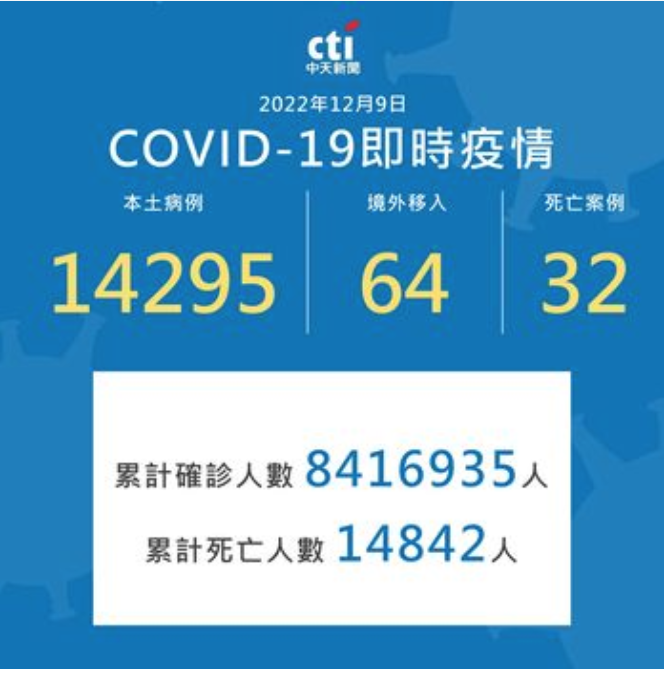 cti
中天新聞
2022年12月9日
COVID-19即時疫情
本土病例 境外移入 死亡案例
14295 64 32
累計確診人數 8416935人
累計死亡人數 14842人